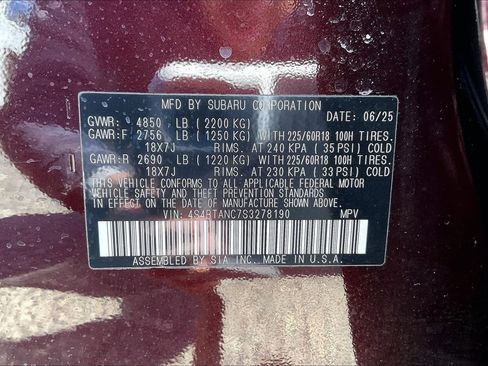 MFD BY SUBARU CORPORATION DATE: 06/25
GVWR: 4850 LB (2200 KG)
GAWR:F 2756 LB (1250 KG) WITH 225/60R18 100H TIRES.
18X7J RIMS. AT 240 KPA (35 PSI) COLD
GAWR:R 2690 LB (1220 KG) WITH 225/60R18 100H TIRES.
18X7J RIMS. AT 230 KPA (33 PSI) COLD
THIS VEHICLE CONFORMS TO ALL APPLICABLE FEDERAL MOTOR
VEHICLE SAFETY STANDARDS IN EFFECT ON THE DATE OF
MANUFACTURE SHOWN ABOVE.
VIN: 4S4BTANC7S3278190 MPV
ASSEMBLED BY SIA INC. IN U.S.A.